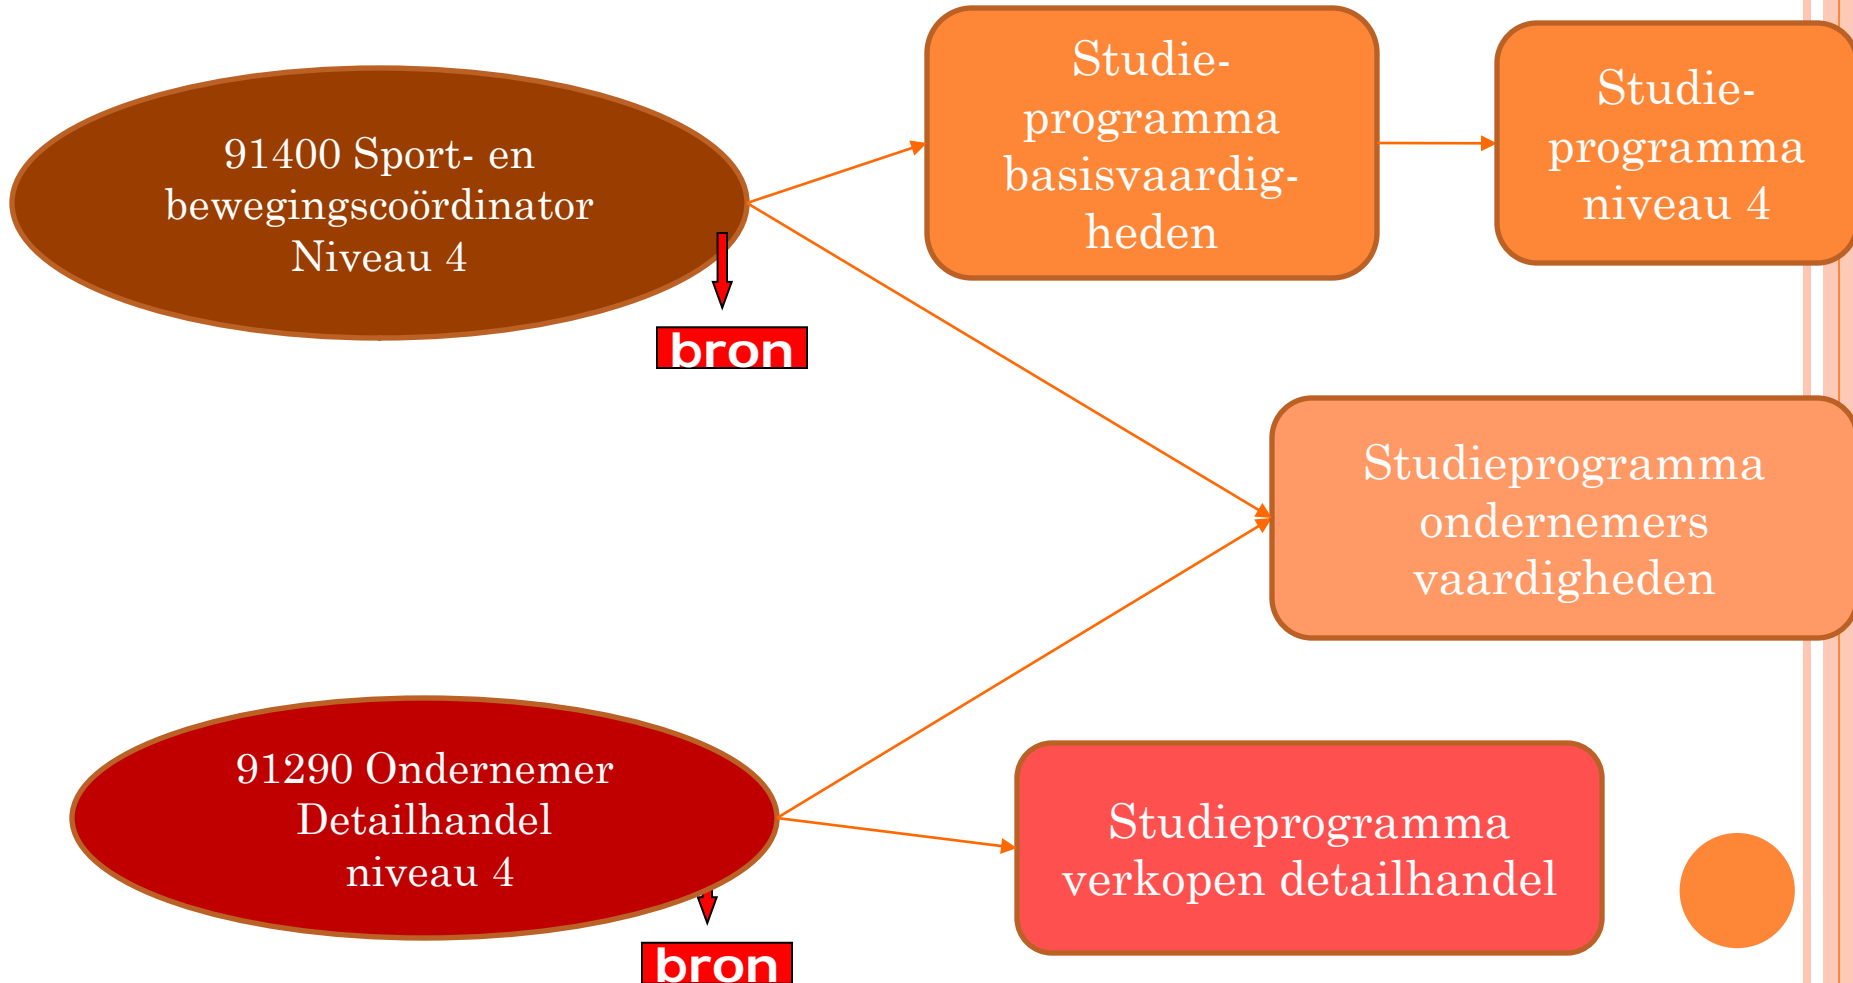 91400 Sport- en
bewegingscoördinator
Niveau 4
bron
Studie-
programma
basisvaardig-
heden
Studie-
programma
niveau 4
Studieprogramma
ondernemers
vaardigheden
91290 Ondernemer
Detailhandel
niveau 4
bron
Studieprogramma
verkopen detailhandel